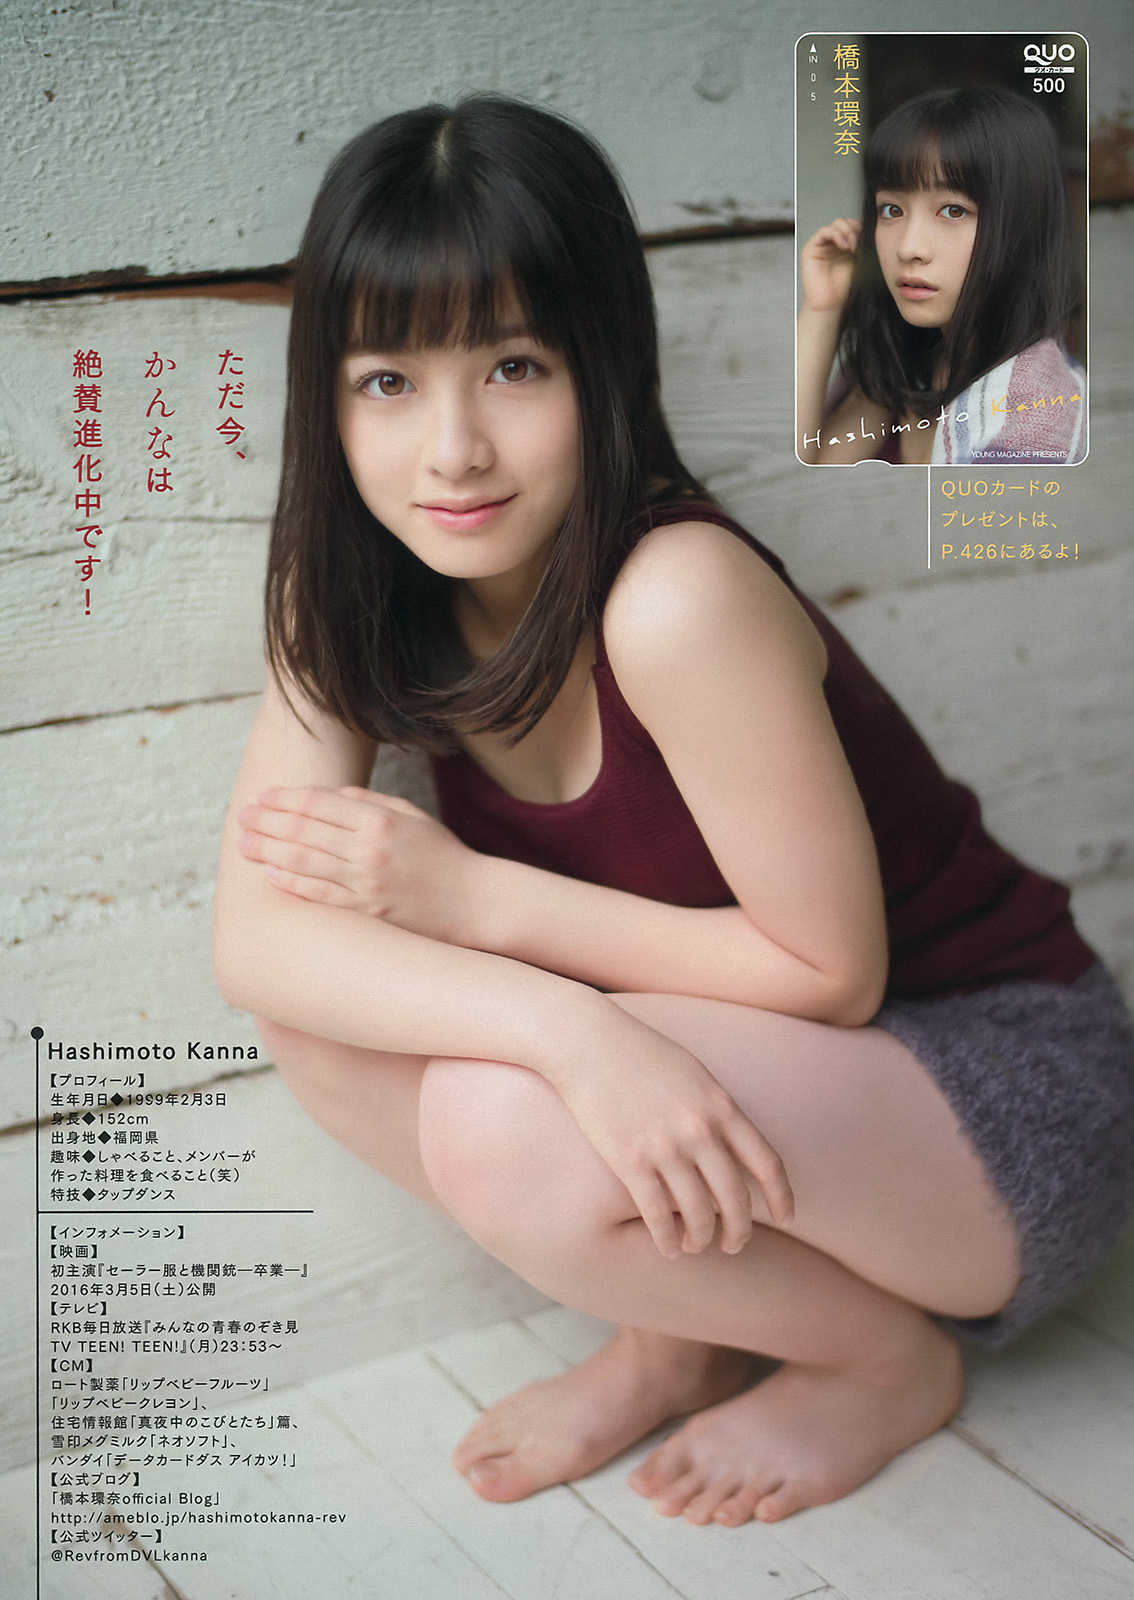 ただ今、
かんなは
絶賛進化中です!
▲IN 05
橋本環奈
QUO
クオ・カード
500
Hashimoto Kanna
YOUNG MAGAZINE PRESENTS
QUOカードの
プレゼントは、
P.426にあるよ!
Hashimoto Kanna
【プロフィール】
生年月日◆1999年2月3日
身長◆152cm
出身地◆福岡県
趣味◆しゃべること、メンバーが
作った料理を食べること(笑)
特技◆タップダンス
【インフォメーション】
【映画】
初主演『セーラー服と機関銃―卒業―』
2016年3月5日(土)公開
【テレビ】
RKB毎日放送『みんなの青春のぞき見
TV TEEN! TEEN!』(月)23:53〜
【CM】
ロート製薬「リップベビーフルーツ」
「リップベビークレヨン」、
住宅情報館「真夜中のこびとたち」篇、
雪印メグミルク「ネオソフト」、
バンダイ「データカードダス アイカツ!」
【公式ブログ】
「橋本環奈official Blog」
http://ameblo.jp/hashimotokanna-rev
【公式ツイッター】
@RevfromDVLkanna